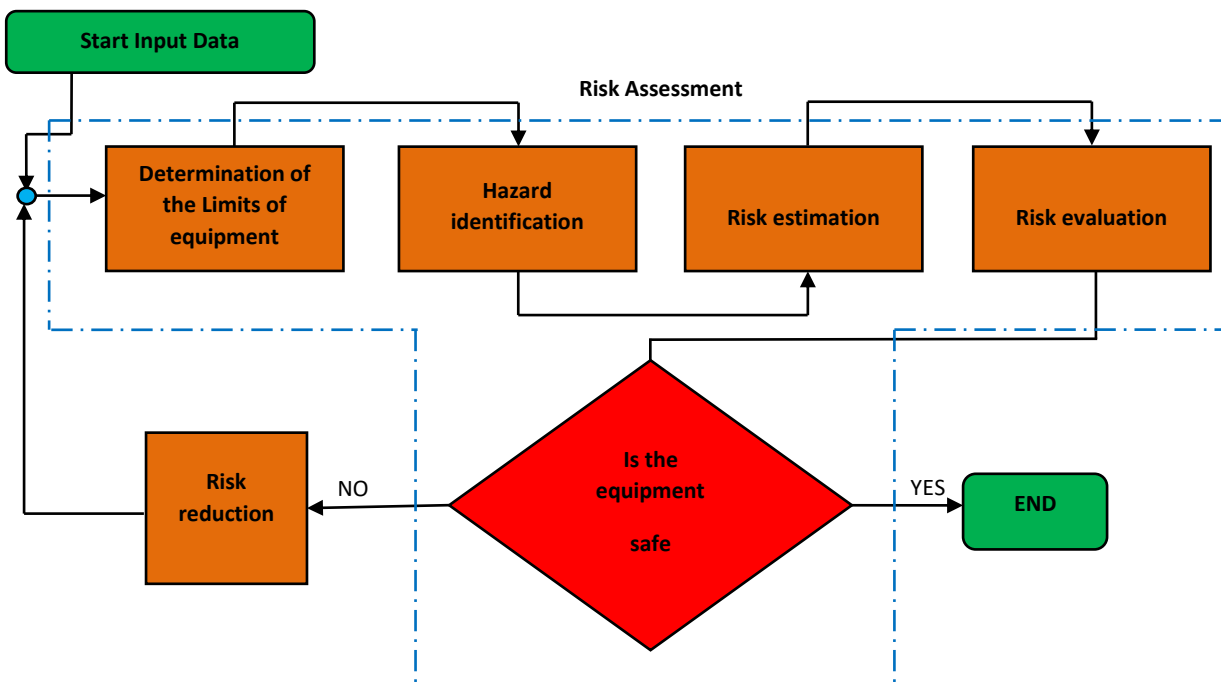 Start Input Data
Risk Assessment
Determination of
the Limits of
equipment
Hazard
identification
Risk estimation
Risk evaluation
Is the
equipment
safe
NO
Risk
reduction
YES
END